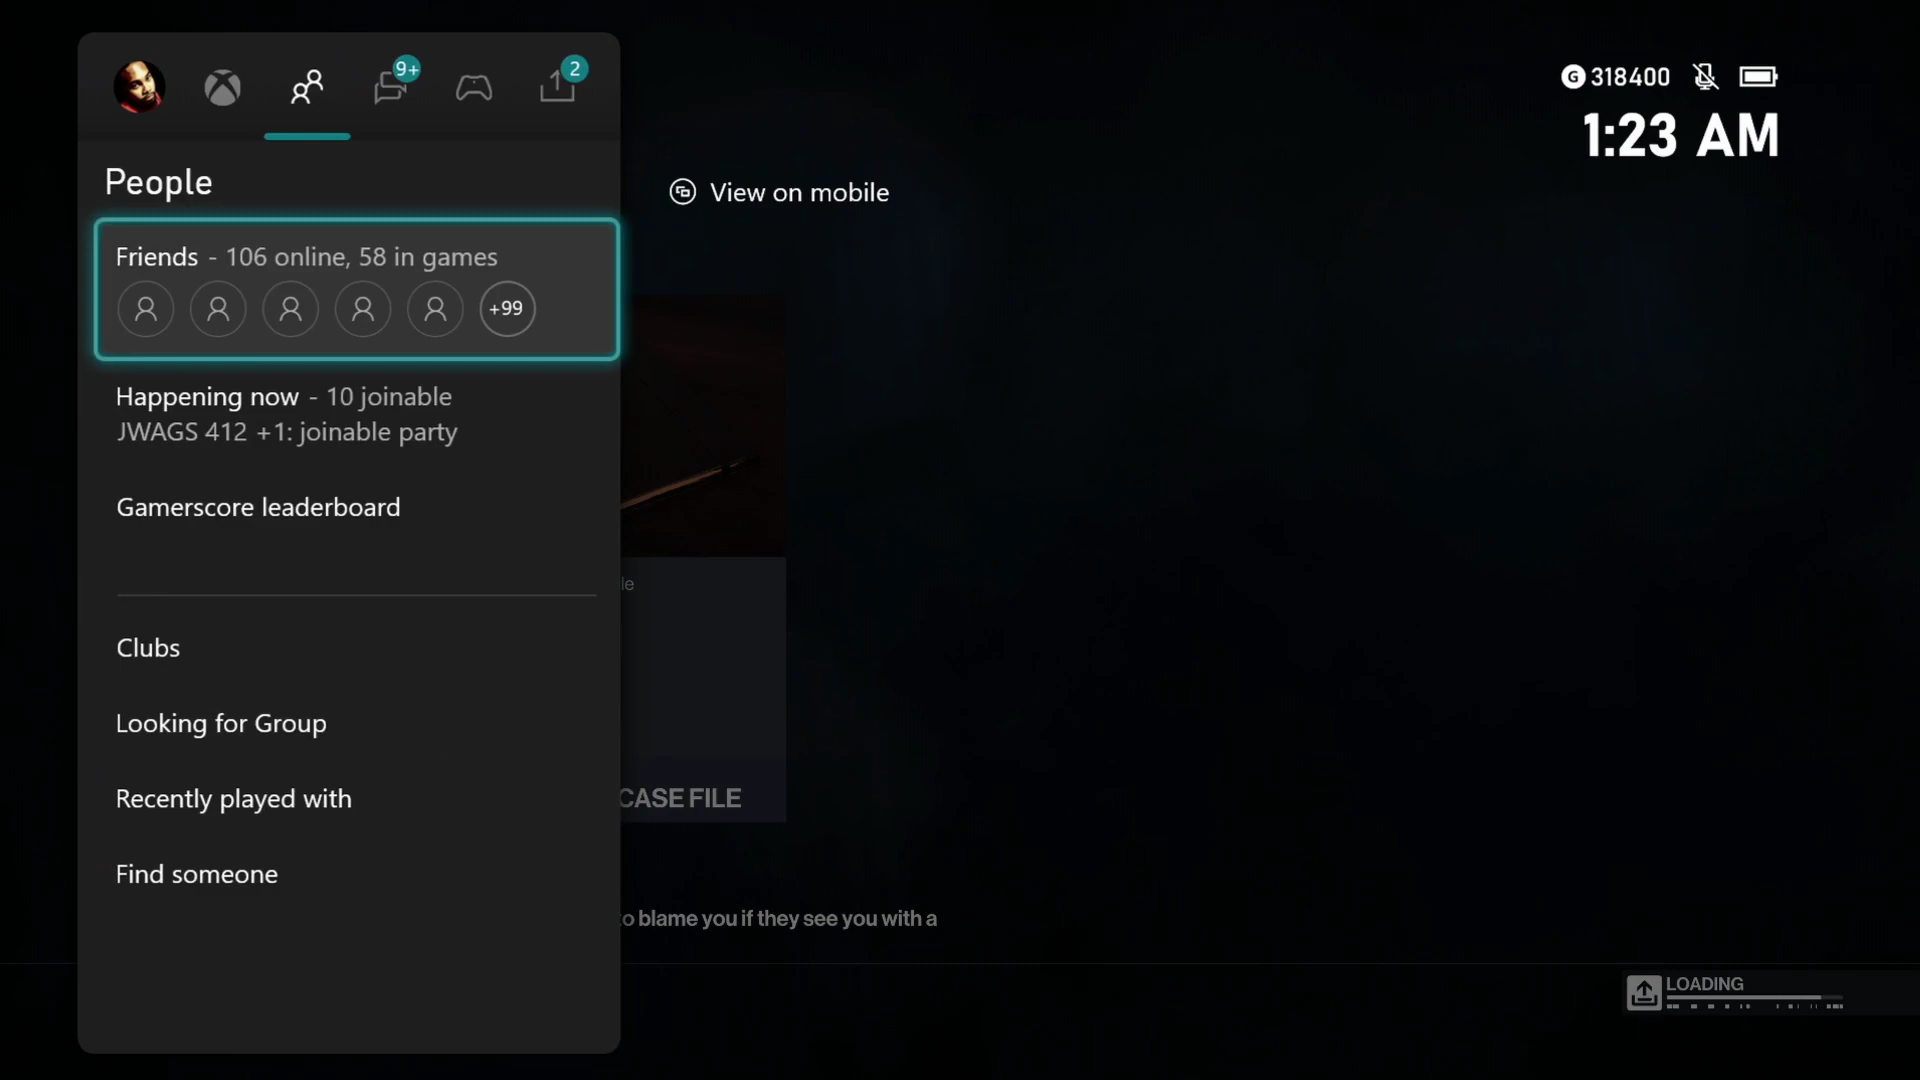 9+
2
318400
1:23 AM
People
View on mobile
Friends - 106 online, 58 in games
+99
Happening now - 10 joinable
JWAGS 412 +1: joinable party
Gamerscore leaderboard
le
Clubs
Looking for Group
Recently played with
CASE FILE
Find someone
to blame you if they see you with a
LOADING